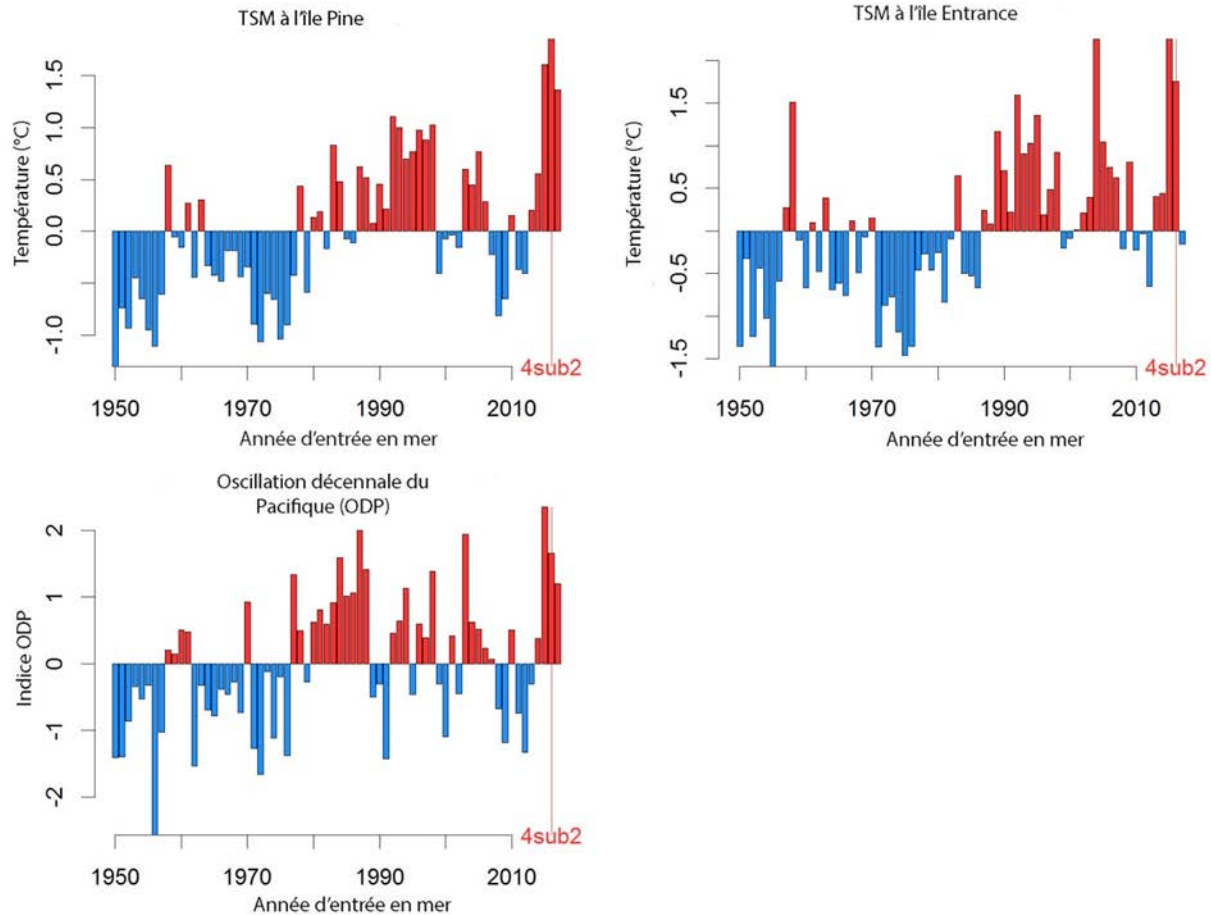 TSM à l'île Pine
Température (°C)
1.5
1.0
0.5
0.0
-1.0
4sub2
1950
1970
1990
2010
Année d'entrée en mer
TSM à l'île Entrance
Température (°C)
1.5
0.5
-0.5
-1.5
4sub2
1950
1970
1990
2010
Année d'entrée en mer
Oscillation décennale du
Pacifique (ODP)
Indice ODP
2
1
0
-1
-2
4sub2
1950
1970
1990
2010
Année d'entrée en mer